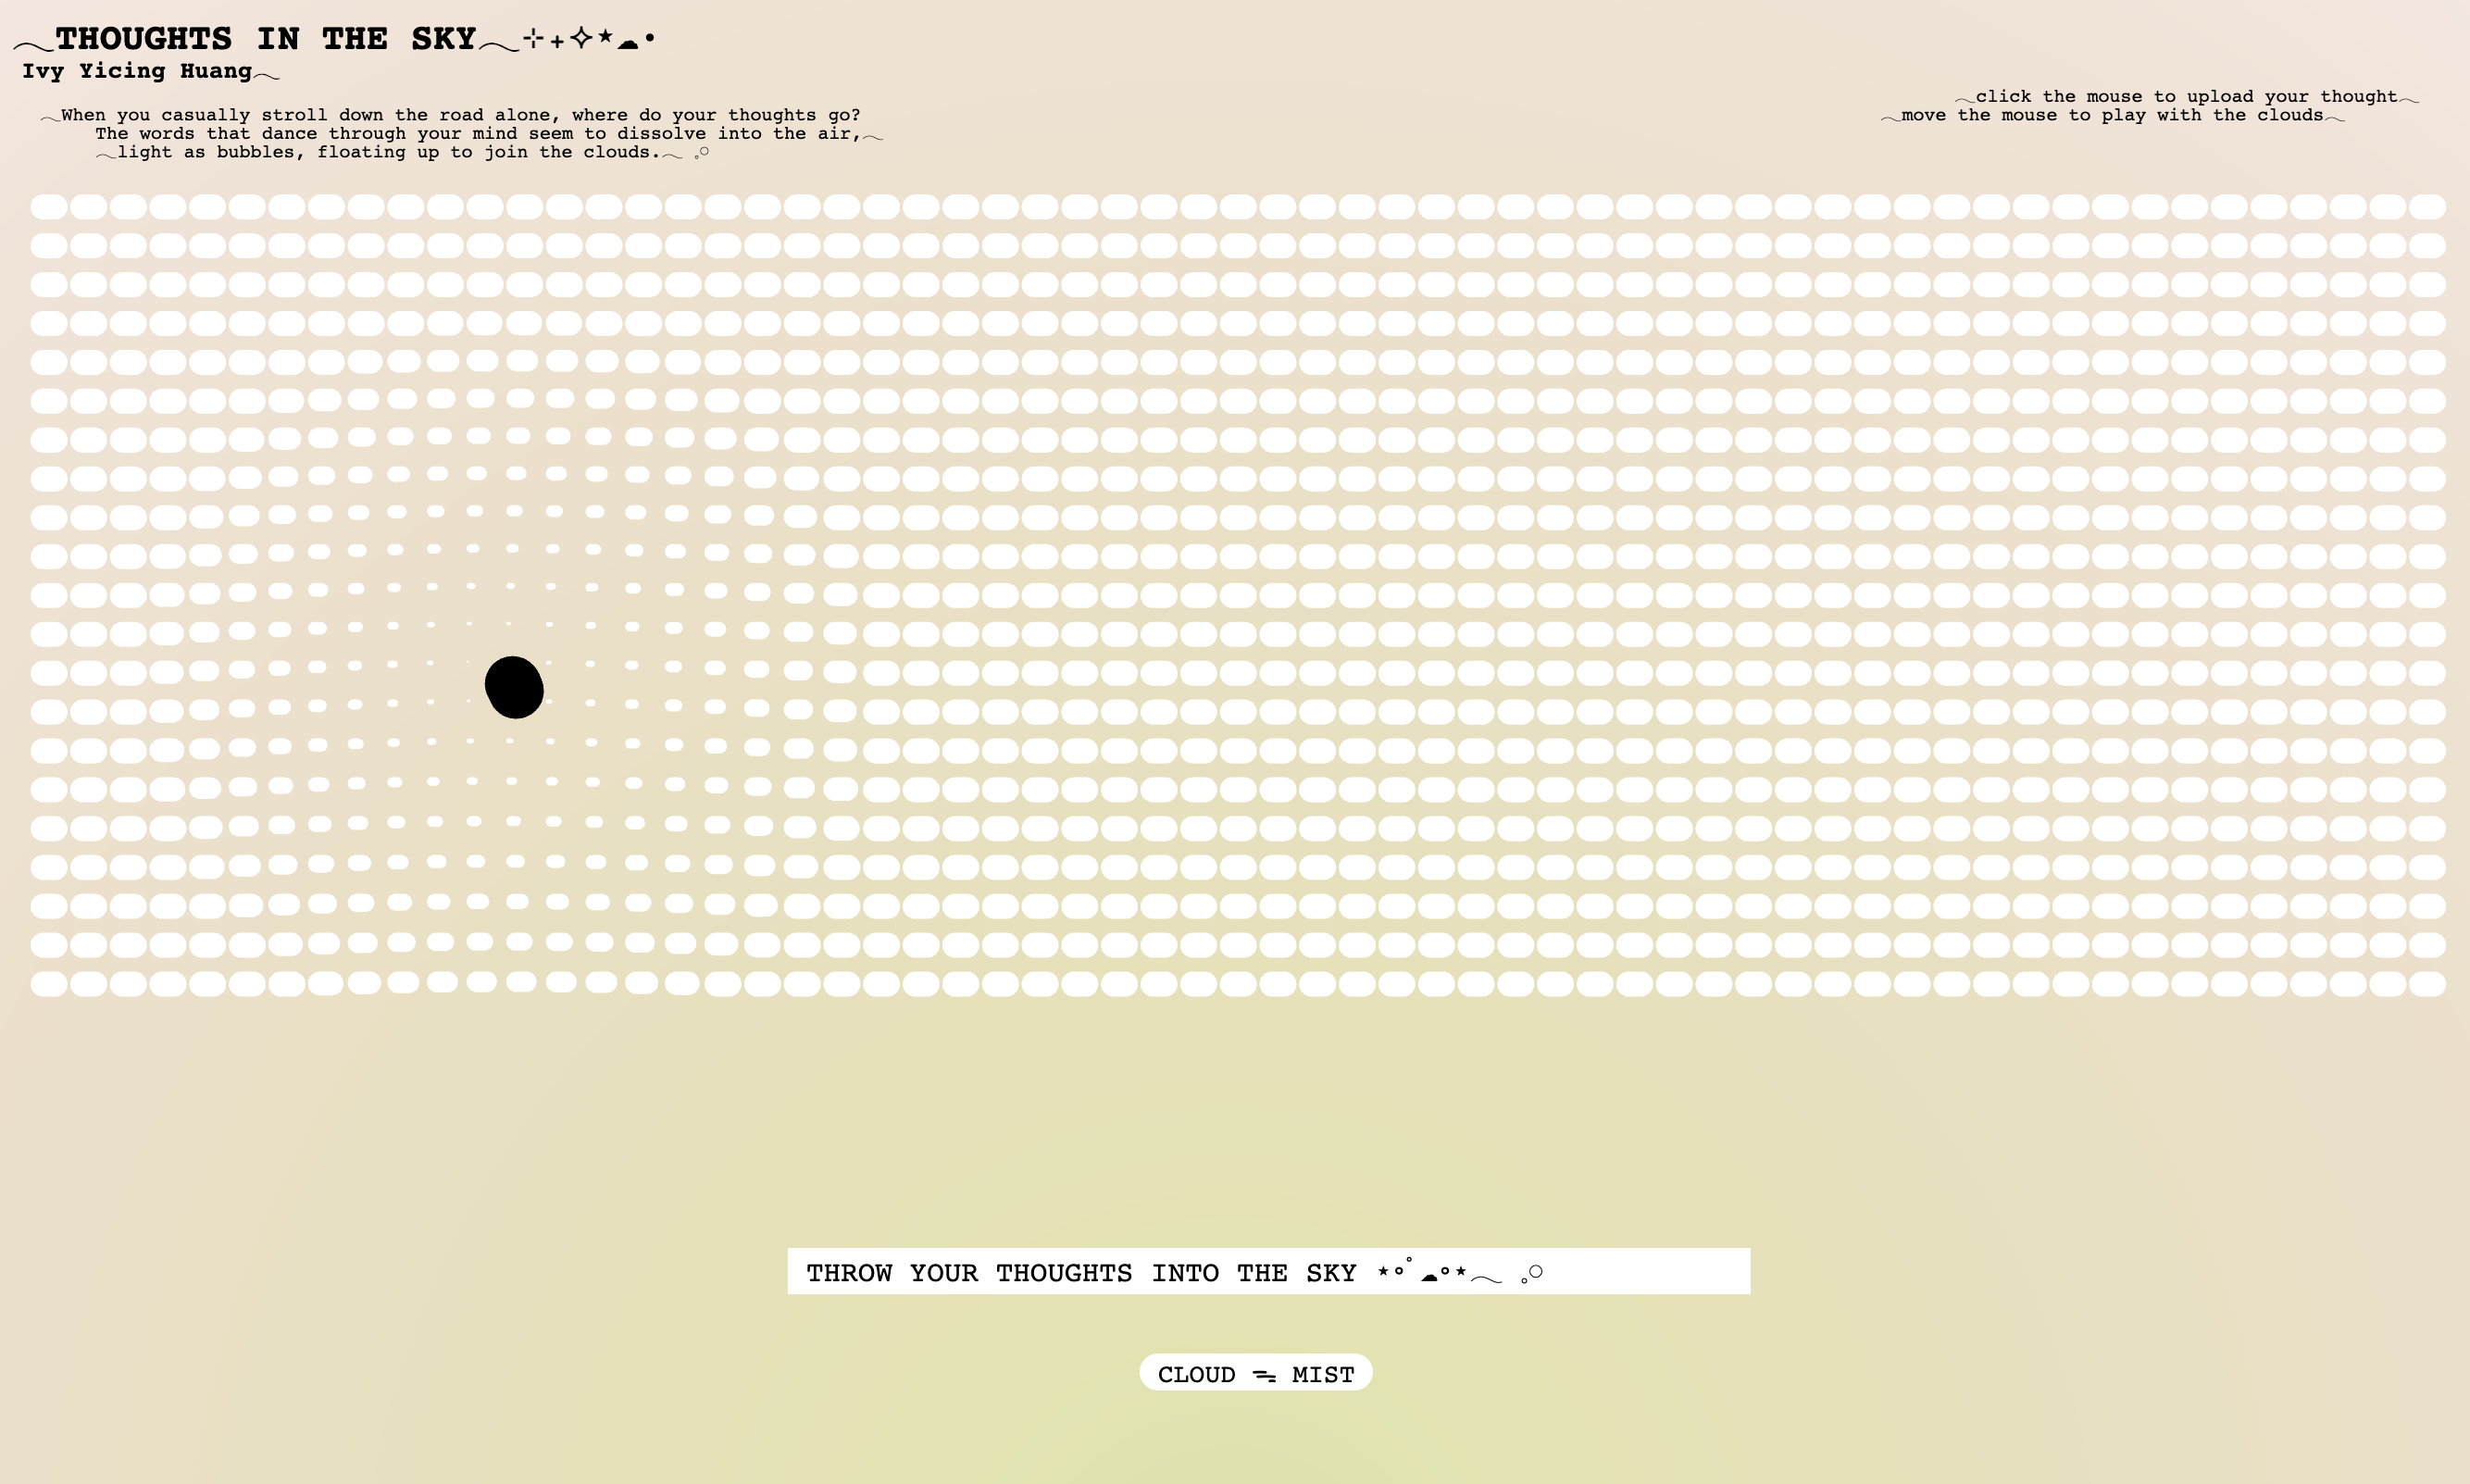 ⁓THOUGHTS IN THE SKY⁓⊹₊✧⋆☁•
Ivy Yicing Huang⁓
⁓When you casually stroll down the road alone, where do your thoughts go?
The words that dance through your mind seem to dissolve into the air,⁓
⁓light as bubbles, floating up to join the clouds.⁓ 𓈒𓏸
⁓click the mouse to upload your thought⁓
⁓move the mouse to play with the clouds⁓
THROW YOUR THOUGHTS INTO THE SKY ⋆∘˚☁∘⋆⁓ 𓈒𓏸
CLOUD ⥱ MIST